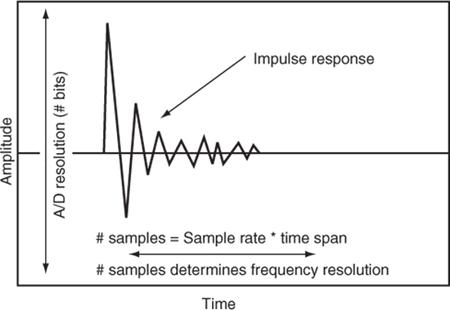 Amplitude
A/D resolution (# bits)
Impulse response
# samples = Sample rate * time span
# samples determines frequency resolution
Time